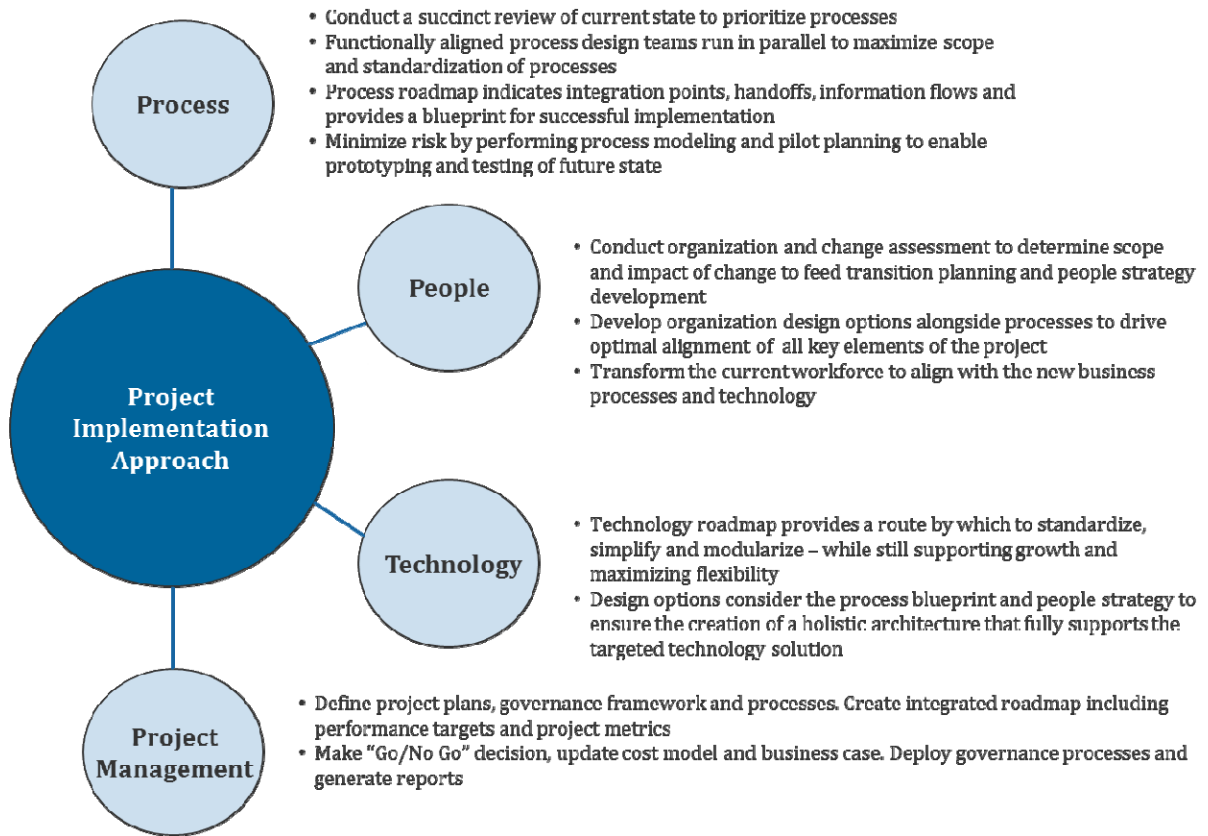 Process
• Conduct a succinct review of current state to prioritize processes
• Functionally aligned process design teams run in parallel to maximize scope
and standardization of processes
• Process roadmap indicates integration points, handoffs, information flows and
provides a blueprint for successful implementation
• Minimize risk by performing process modeling and pilot planning to enable
prototyping and testing of future state
People
• Conduct organization and change assessment to determine scope
and impact of change to feed transition planning and people strategy
development
• Develop organization design options alongside processes to drive
optimal alignment of all key elements of the project
• Transform the current workforce to align with the new business
processes and technology
Project
Implementation
Approach
Technology
• Technology roadmap provides a route by which to standardize,
simplify and modularize – while still supporting growth and
maximizing flexibility
• Design options consider the process blueprint and people strategy to
ensure the creation of a holistic architecture that fully supports the
targeted technology solution
Project
Management
• Define project plans, governance framework and processes. Create integrated roadmap including
performance targets and project metrics
• Make “Go/No Go” decision, update cost model and business case. Deploy governance processes and
generate reports